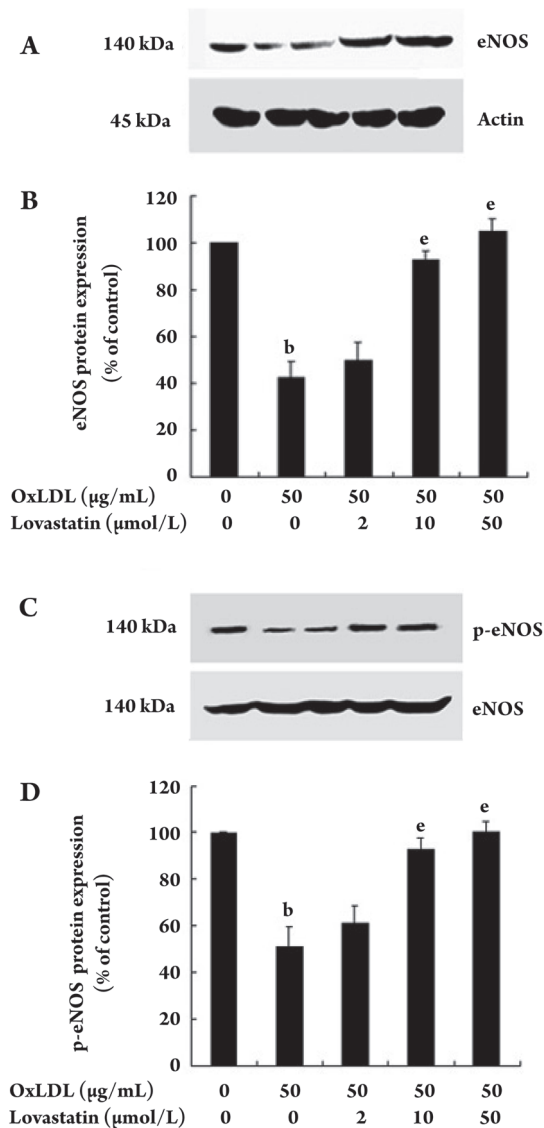 A 140 kDa eNOS
45 kDa Actin
B
eNOS protein expression
(% of control)
120
100
80
60
40
20
0
b
e
e
OxLDL (µg/mL) 0 50 50 50 50
Lovastatin (µmol/L) 0 0 2 10 50
C 140 kDa p-eNOS
140 kDa eNOS
D
p-eNOS protein expression
(% of control)
120
100
80
60
40
20
0
b
e
e
OxLDL (µg/mL) 0 50 50 50 50
Lovastatin (µmol/L) 0 0 2 10 50